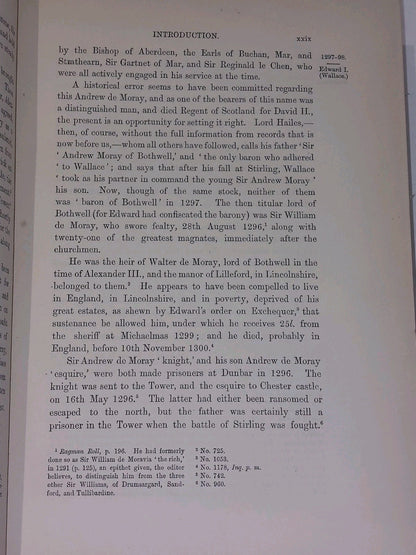 INTRODUCTION. xxix
by the Bishop of Aberdeen, the Earls of Buchan, Mar, and
Strathearn, Sir Gartnet of Mar, and Sir Reginald le Chen, who
were all actively engaged in his service at the time.
1297-98.
Edward I.
(Wallace.)
A historical error seems to have been committed regarding
this Andrew de Moray, and as one of the bearers of this name was
a distinguished man, and died Regent of Scotland for David II.,
the present is an opportunity for setting it right. Lord Hailes,—
then, of course, without the full information from records that is
now before us,—whom all others have followed, calls his father 'Sir
' Andrew Moray of Bothwell,' and 'the only baron who adhered
' to Wallace'; and says that after his fall at Stirling, Wallace
' took as his partner in command the young Sir Andrew Moray '
his son. Now, though of the same stock, neither of them
was ' baron of Bothwell' in 1297. The then titular lord of
Bothwell (for Edward had confiscated the barony) was Sir William
de Moray, who swore fealty, 28th August 1296,¹ along with
twenty-one of the greatest magnates, immediately after the
churchmen.
He was the heir of Walter de Moray, lord of Bothwell in the
time of Alexander III., and the manor of Lilleford, in Lincolnshire,
belonged to them.² He appears to have been compelled to live
in England, in Lincolnshire, and in poverty, deprived of his
great estates, as shewn by Edward's order on Exchequer,³ that
sustenance be allowed him, under which he receives 25l. from
the sheriff at Michaelmas 1299; and he died, probably in
England, before 10th November 1300.⁴
Sir Andrew de Moray 'knight,' and his son Andrew de Moray
'esquire,' were both made prisoners at Dunbar in 1296. The
knight was sent to the Tower, and the esquire to Chester castle,
on 16th May 1296.⁵ The latter had either been ransomed or
escaped to the north, but the father was certainly still a
prisoner in the Tower when the battle of Stirling was fought.⁶
¹ Ragman Roll, p. 196. He had formerly
done so as Sir William de Moravia 'the rich,'
in 1291 (p. 125), an epithet given, the editor
believes, to distinguish him from the three
other Sir Williams, of Drumsargard, Sand-
ford, and Tullibardine.
² No. 725.
³ No. 1053.
⁴ No. 1178, Inq. p. m.
⁵ No. 742.
⁶ No. 960.